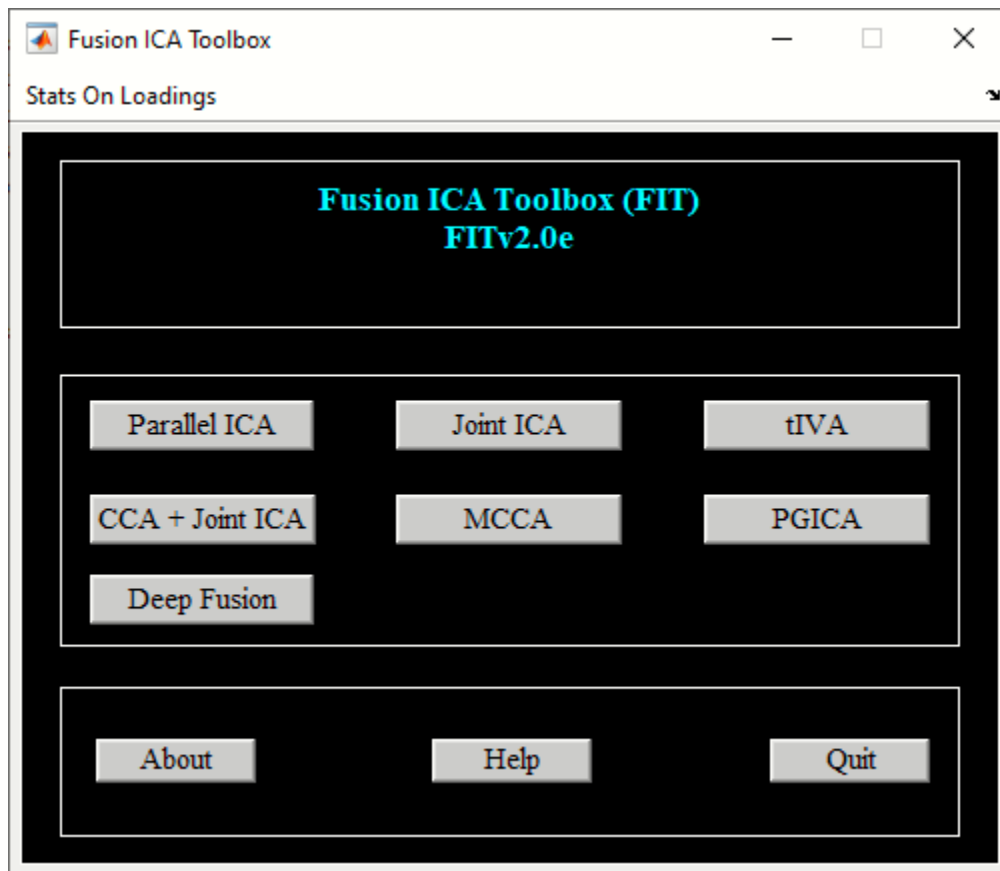 Fusion ICA Toolbox
Stats On Loadings
Fusion ICA Toolbox (FIT)
FITv2.0e
Parallel ICA
Joint ICA
tIVA
CCA + Joint ICA
MCCA
PGICA
Deep Fusion
About
Help
Quit